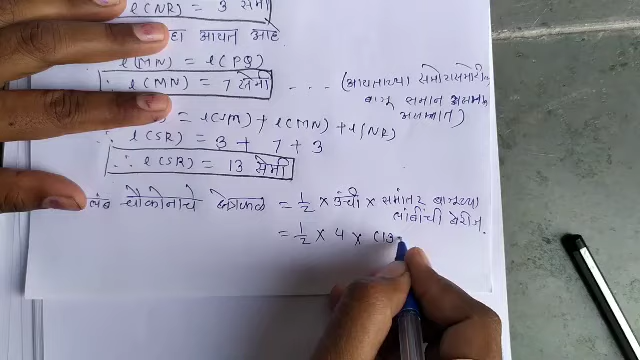 l(NR) = 3 सेमी
हा आयत आहे.
l(MN) = l(PQ)
∴ l(MN) = 7 सेमी . . . (आयताच्या समोरासमोरील
बाजू समान असतात)
= l(SM) + l(MN) + l(NR)
∴ l(SR) = 3 + 7 + 3
∴ l(SR) = 13 सेमी
लंब चौकोनाचे क्षेत्रफळ = 1/2 × उंची × समांतर बाजूच्या
लांबींची बेरीज.
= 1/2 × 4 × (13